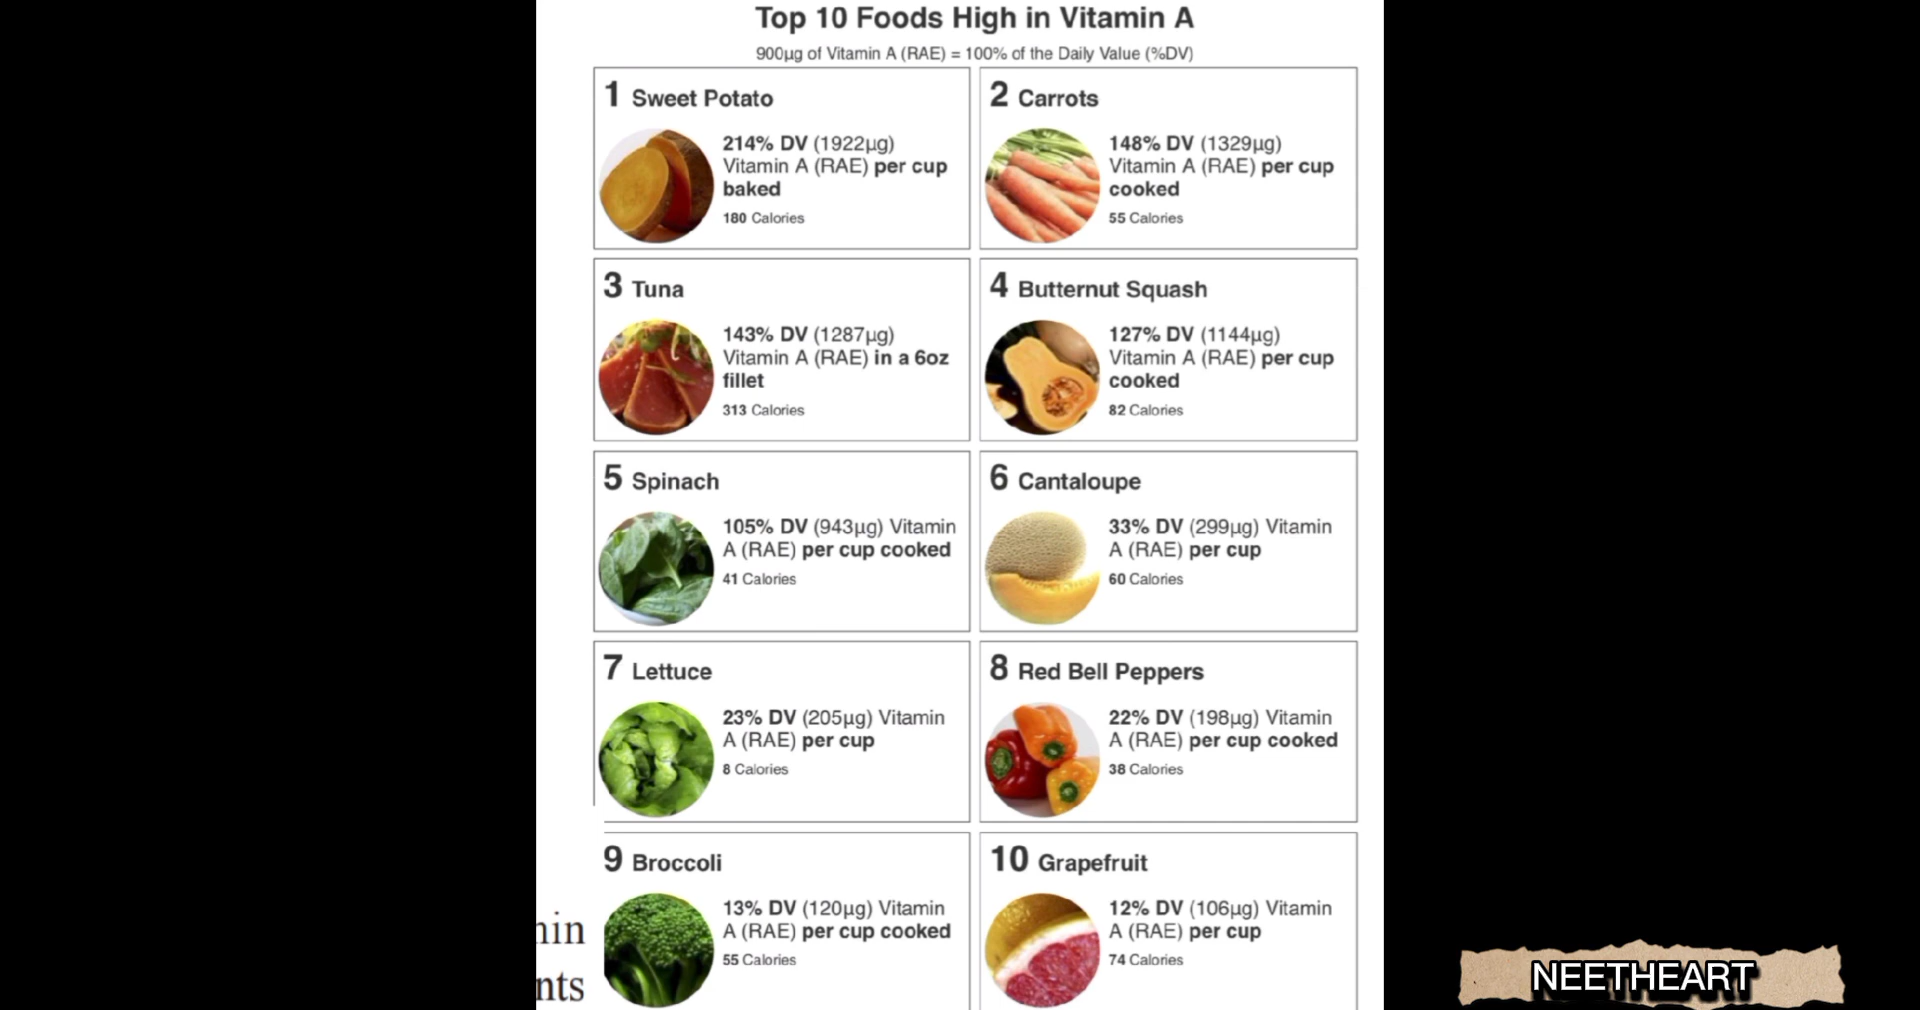 Top 10 Foods High in Vitamin A
900µg of Vitamin A (RAE) = 100% of the Daily Value (%DV)
1 Sweet Potato
214% DV (1922µg)
Vitamin A (RAE) per cup
baked
180 Calories
2 Carrots
148% DV (1329µg)
Vitamin A (RAE) per cup
cooked
55 Calories
3 Tuna
143% DV (1287µg)
Vitamin A (RAE) in a 6oz
fillet
313 Calories
4 Butternut Squash
127% DV (1144µg)
Vitamin A (RAE) per cup
cooked
82 Calories
5 Spinach
105% DV (943µg) Vitamin
A (RAE) per cup cooked
41 Calories
6 Cantaloupe
33% DV (299µg) Vitamin
A (RAE) per cup
60 Calories
7 Lettuce
23% DV (205µg) Vitamin
A (RAE) per cup
8 Calories
8 Red Bell Peppers
22% DV (198µg) Vitamin
A (RAE) per cup cooked
38 Calories
9 Broccoli
13% DV (120µg) Vitamin
A (RAE) per cup cooked
55 Calories
10 Grapefruit
12% DV (106µg) Vitamin
A (RAE) per cup
74 Calories
NEETHEART